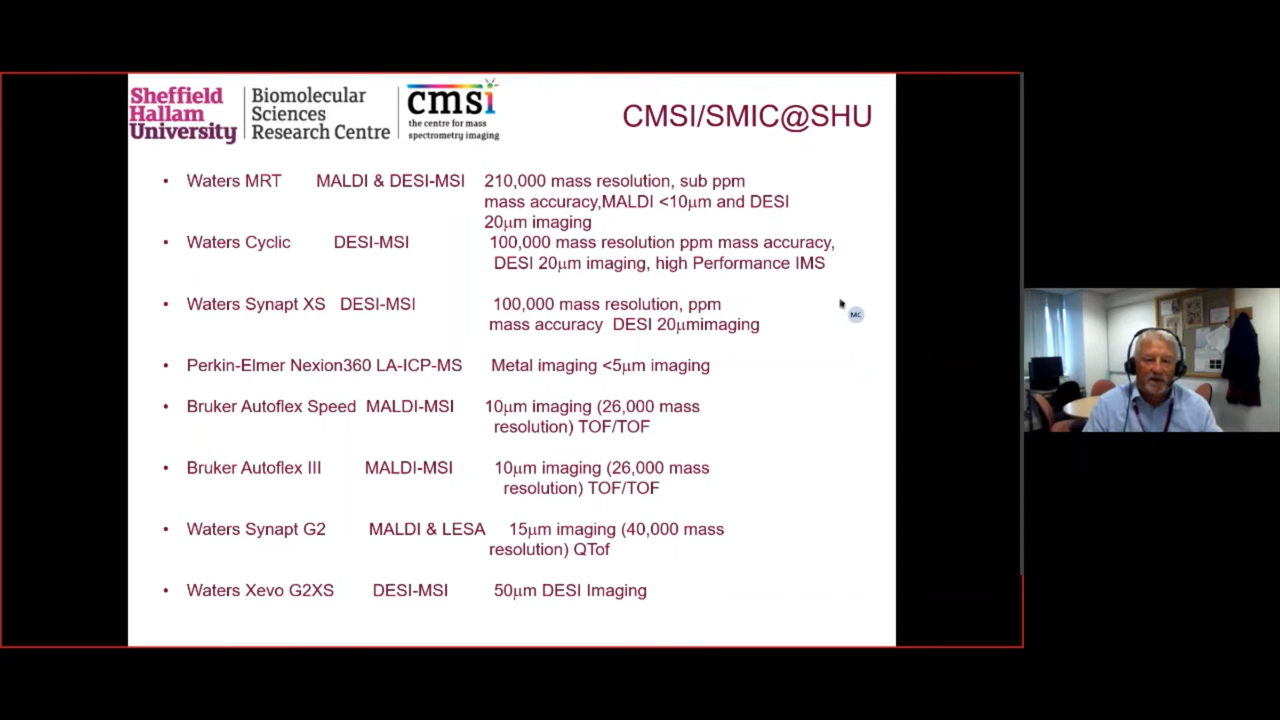 Sheffield
Hallam
University
Biomolecular
Sciences
Research Centre
cmsi
the centre for mass
spectrometry imaging
CMSI/SMIC@SHU
• Waters MRT MALDI & DESI-MSI 210,000 mass resolution, sub ppm
mass accuracy,MALDI <10μm and DESI
20μm imaging
• Waters Cyclic DESI-MSI 100,000 mass resolution ppm mass accuracy,
DESI 20μm imaging, high Performance IMS
• Waters Synapt XS DESI-MSI 100,000 mass resolution, ppm
mass accuracy DESI 20μmimaging
MC
• Perkin-Elmer Nexion360 LA-ICP-MS Metal imaging <5μm imaging
• Bruker Autoflex Speed MALDI-MSI 10μm imaging (26,000 mass
resolution) TOF/TOF
• Bruker Autoflex III MALDI-MSI 10μm imaging (26,000 mass
resolution) TOF/TOF
• Waters Synapt G2 MALDI & LESA 15μm imaging (40,000 mass
resolution) QTof
• Waters Xevo G2XS DESI-MSI 50μm DESI Imaging